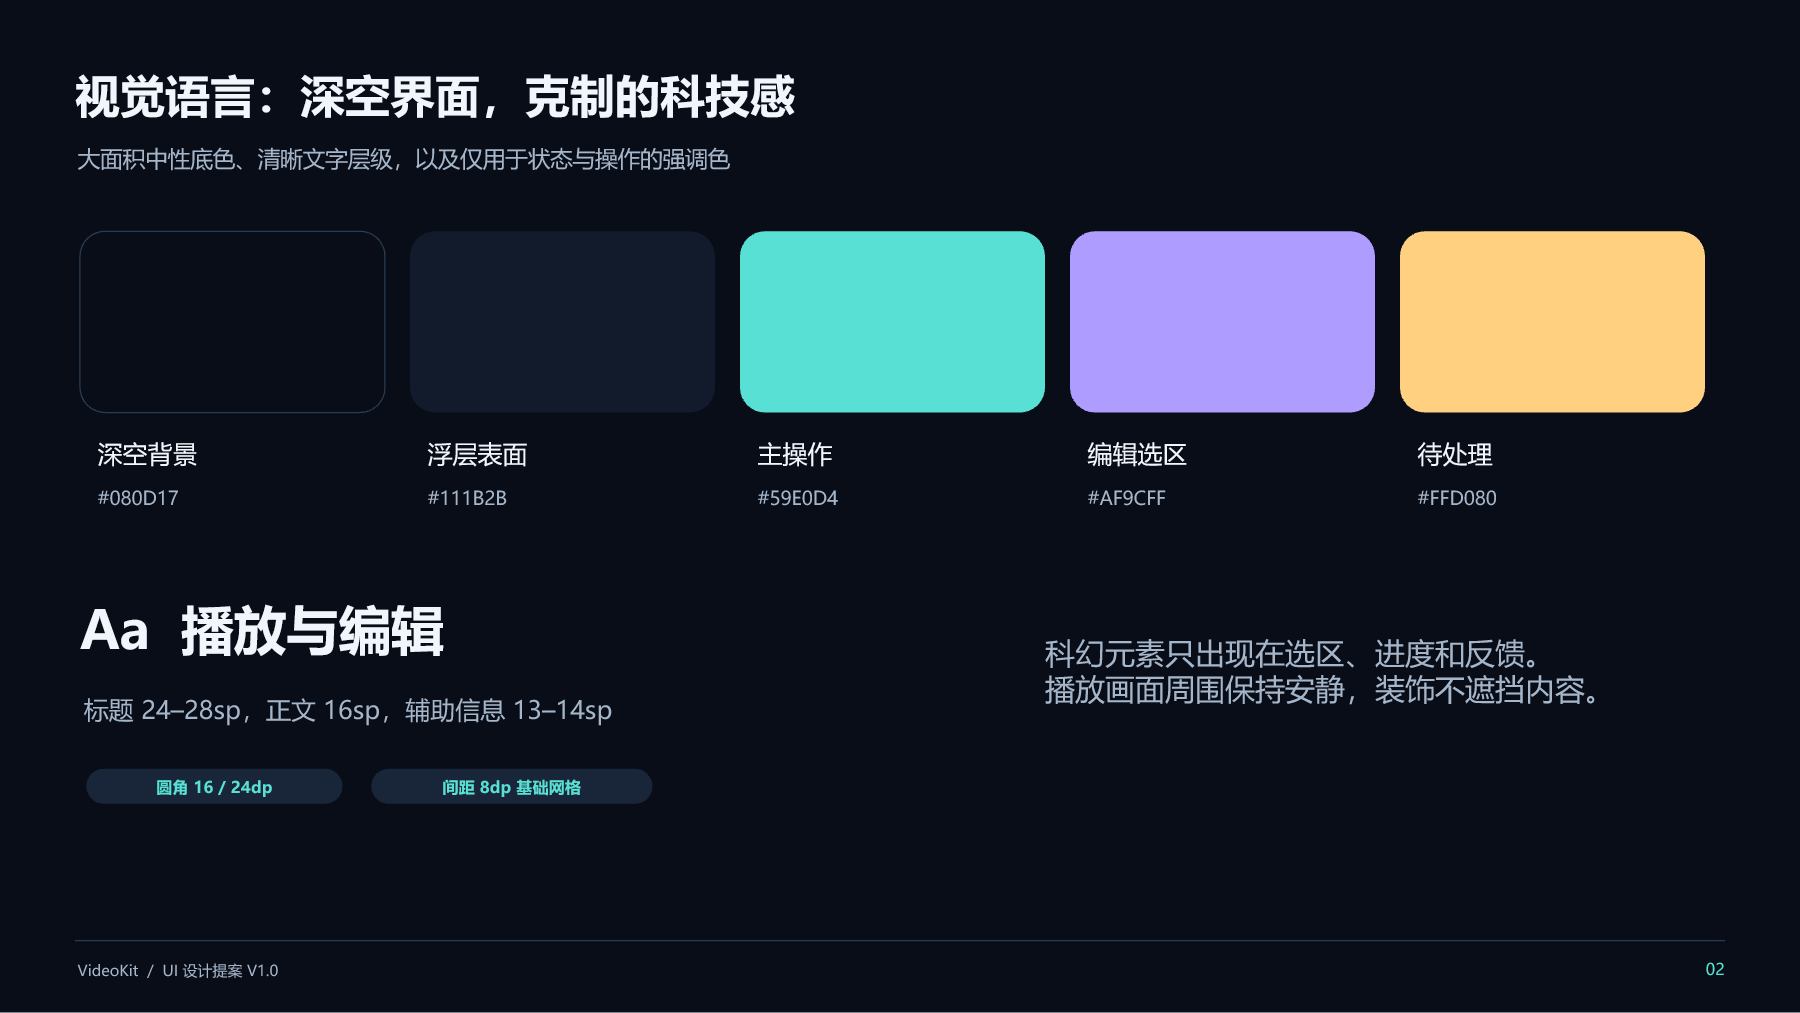 视觉语言：深空界面，克制的科技感
大面积中性底色、清晰文字层级，以及仅用于状态与操作的强调色
深空背景
#080D17
浮层表面
#111B2B
主操作
#59E0D4
编辑选区
#AF9CFF
待处理
#FFD080
Aa 播放与编辑
标题 24–28sp，正文 16sp，辅助信息 13–14sp
圆角 16 / 24dp
间距 8dp 基础网格
科幻元素只出现在选区、进度和反馈。
播放画面周围保持安静，装饰不遮挡内容。
VideoKit / UI 设计提案 V1.0
02